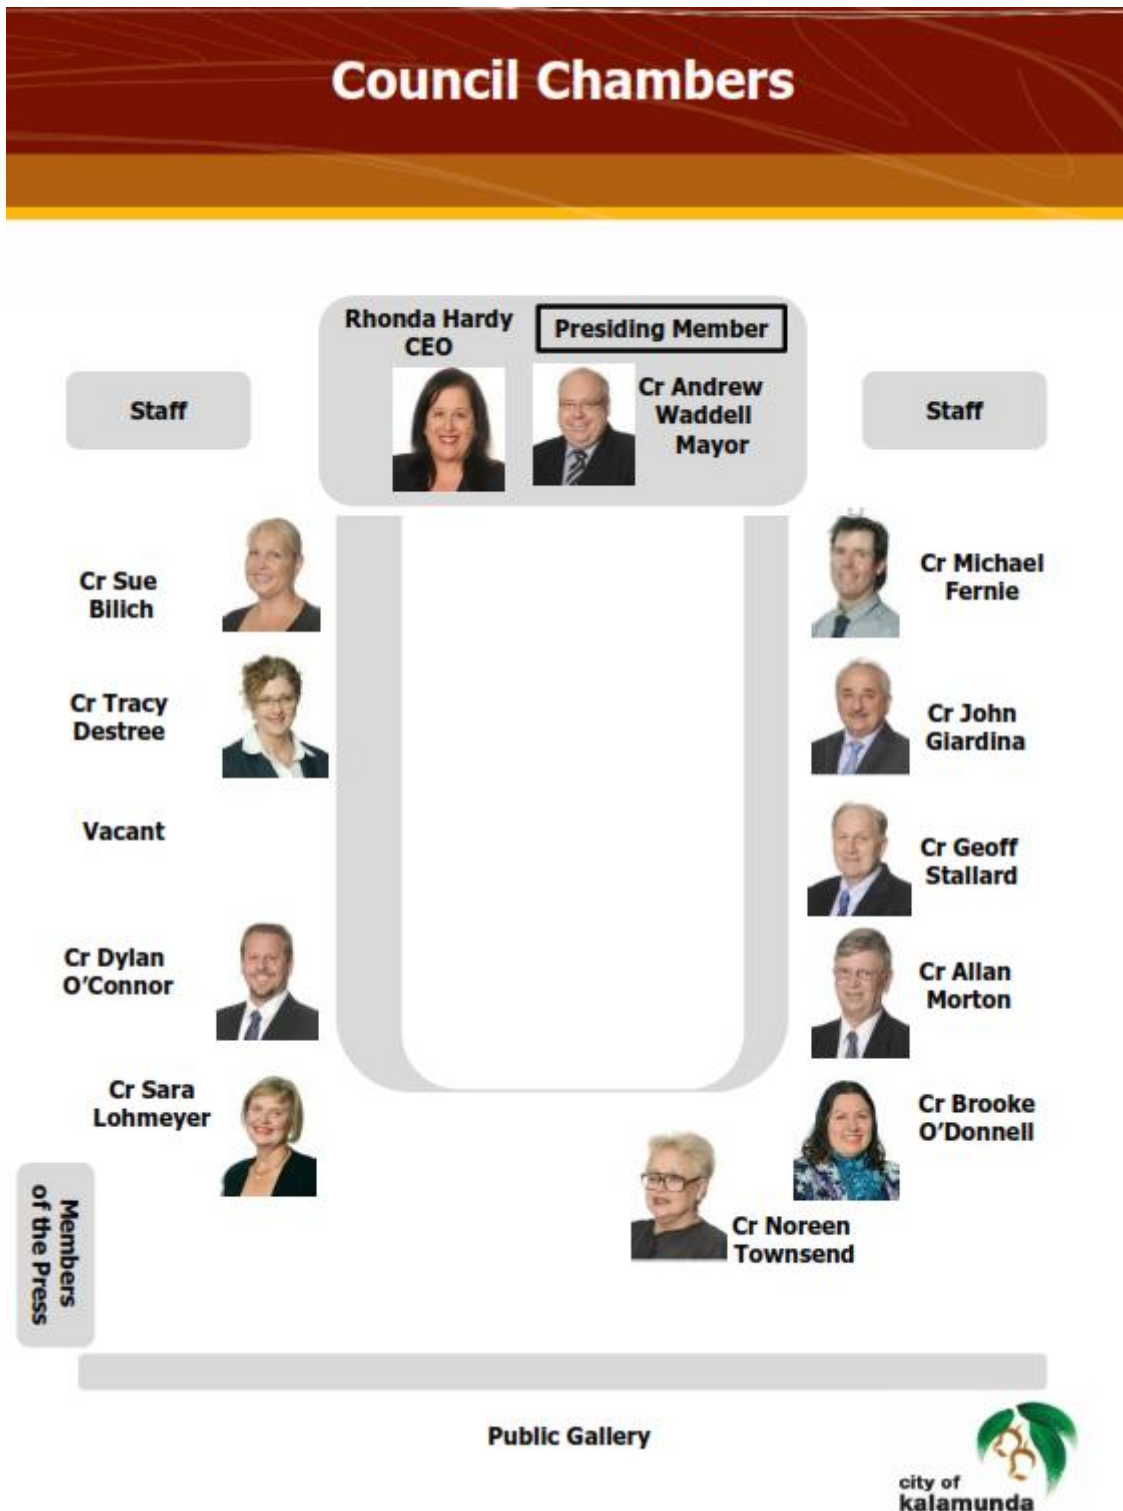 Council Chambers
Rhonda Hardy
CEO
Presiding Member
Cr Andrew
Waddell
Mayor
Staff
Staff
Cr Sue
Bilich
Cr Michael
Fernie
Cr Tracy
Destree
Cr John
Giardina
Vacant
Cr Geoff
Stallard
Cr Dylan
O'Connor
Cr Allan
Morton
Cr Sara
Lohmeyer
Cr Brooke
O'Donnell
Cr Noreen
Townsend
Members
of the Press
Public Gallery
city of
kalamunda